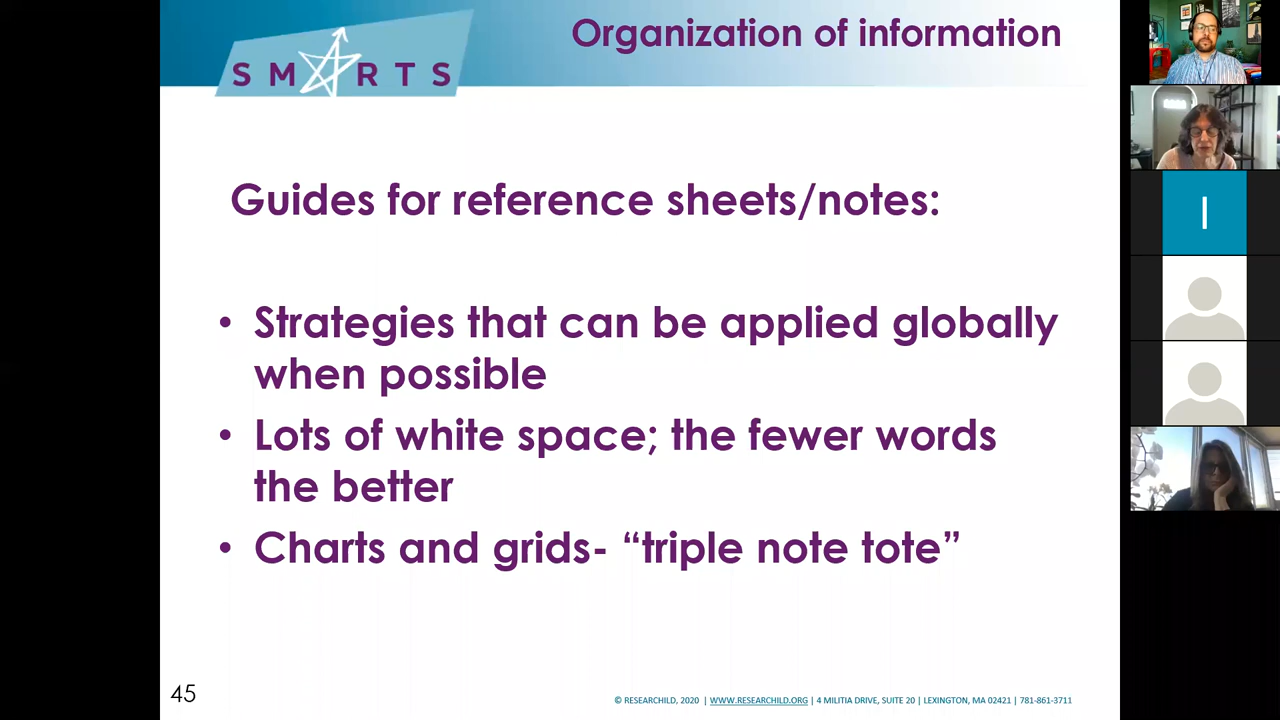 Organization of information
SMARTS
Guides for reference sheets/notes:
• Strategies that can be applied globally
when possible
• Lots of white space; the fewer words
the better
• Charts and grids- “triple note tote”
45
© RESEARCHILD, 2020 | WWW.RESEARCHILD.ORG | 4 MILITIA DRIVE, SUITE 20 | LEXINGTON, MA 02421 | 781-861-3711
I